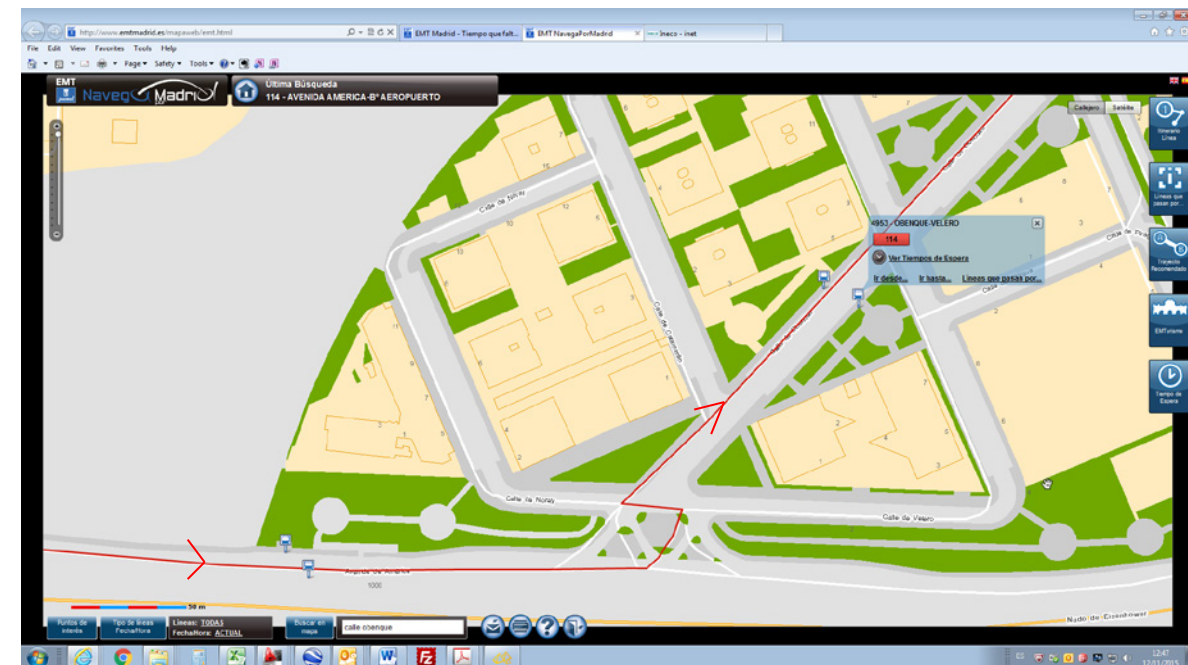 http://www.emtmadrid.es/mapaweb/emt.html
EMT Madrid - Tiempo que falt...
EMT NavegaPorMadrid
Ineco - inet
File Edit View Favorites Tools Help
Page Safety Tools
EMT
Navega Madrid
Última Búsqueda
114 - AVENIDA AMERICA-Bº AEROPUERTO
Callejero Satélite
Itinerario
Línea
Líneas que
pasan por...
Trayecto
Recomendado
EMTurismo
Tiempo de
Espera
4953 - OBENQUE-VELERO
114
Ver Tiempos de Espera
Ir desde... Ir hasta... Líneas que pasan por...
Calle de Noray
Calle de Noray
Calle de Velero
Avenida de América
1000
Nudo de Eisenhower
50 m
Puntos de
interés
Tipo de líneas
Fecha/Hora
Líneas: TODAS
Fecha/Hora: ACTUAL
Buscar en
mapa
calle obenque
ES
12:47
12/11/2015